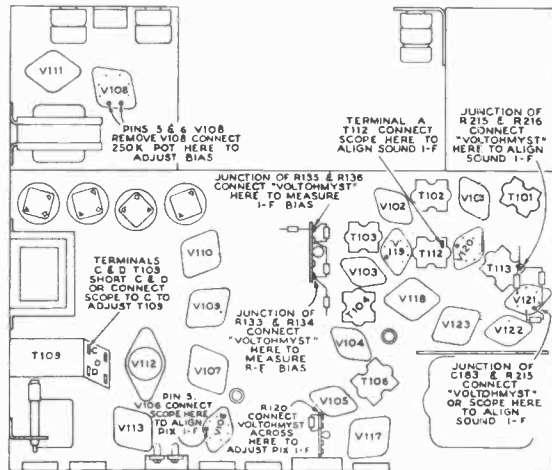 V111
V108
PINS 5 & 6 V108
REMOVE V108 CONNECT
250K POT HERE TO
ADJUST BIAS
TERMINAL A
T112 CONNECT
SCOPE HERE TO
ALIGN SOUND I-F
JUNCTION OF
R215 & R216
CONNECT
"VOLTOHMYST"
HERE TO ALIGN
SOUND I-F
JUNCTION OF
R135 & R136
CONNECT "VOLTOHMYST"
HERE TO MEASURE
I-F BIAS
V102
T102
V101
T101
T103
V119
T112
V120
T113
V110
V103
TERMINALS
C & D T109
SHORT C & D
OR CONNECT
SCOPE TO C TO
ADJUST T109
V109
T104
V118
V121
JUNCTION OF
R133 & R134
CONNECT
"VOLTOHMYST"
HERE TO
MEASURE
R-F BIAS
V123
V122
V104
T109
C
D
V112
V107
T106
JUNCTION OF
C183 & R215
CONNECT
"VOLTOHMYST"
OR SCOPE HERE TO
ALIGN SOUND I-F
PIN 5,
V106
CONNECT
SCOPE HERE
TO ALIGN
PIX I-F
V105
R120
CONNECT
VOLTOHMYST
ACROSS
HERE TO
ADJUST PIX I-F
V113
V117